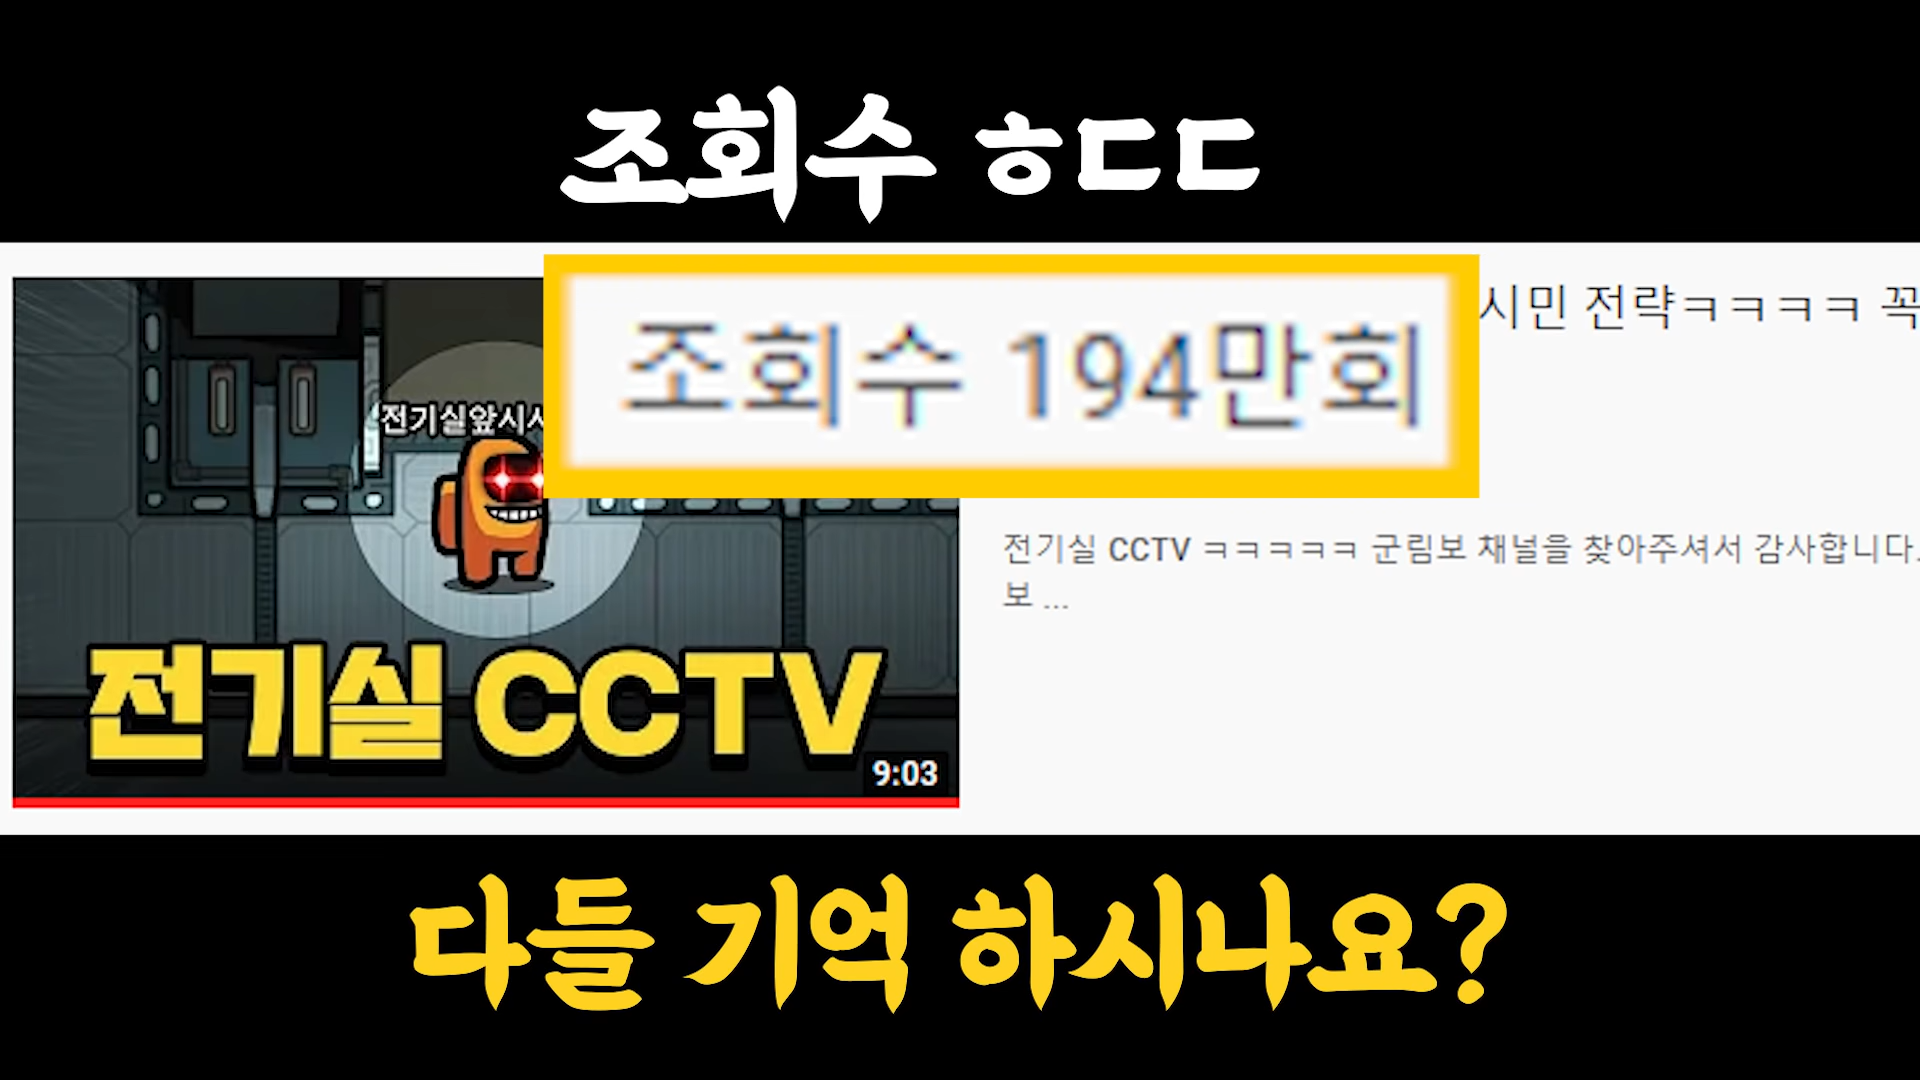 조회수 ㅎㄷㄷ
조회수 194만회
시민 전략ㅋㅋㅋㅋ 꼭
전기실앞시시
전기실 CCTV ㅋㅋㅋㅋㅋ 군림보 채널을 찾아주셔서 감사합니다.
보 ...
전기실 CCTV
9:03
다들 기억 하시나요?